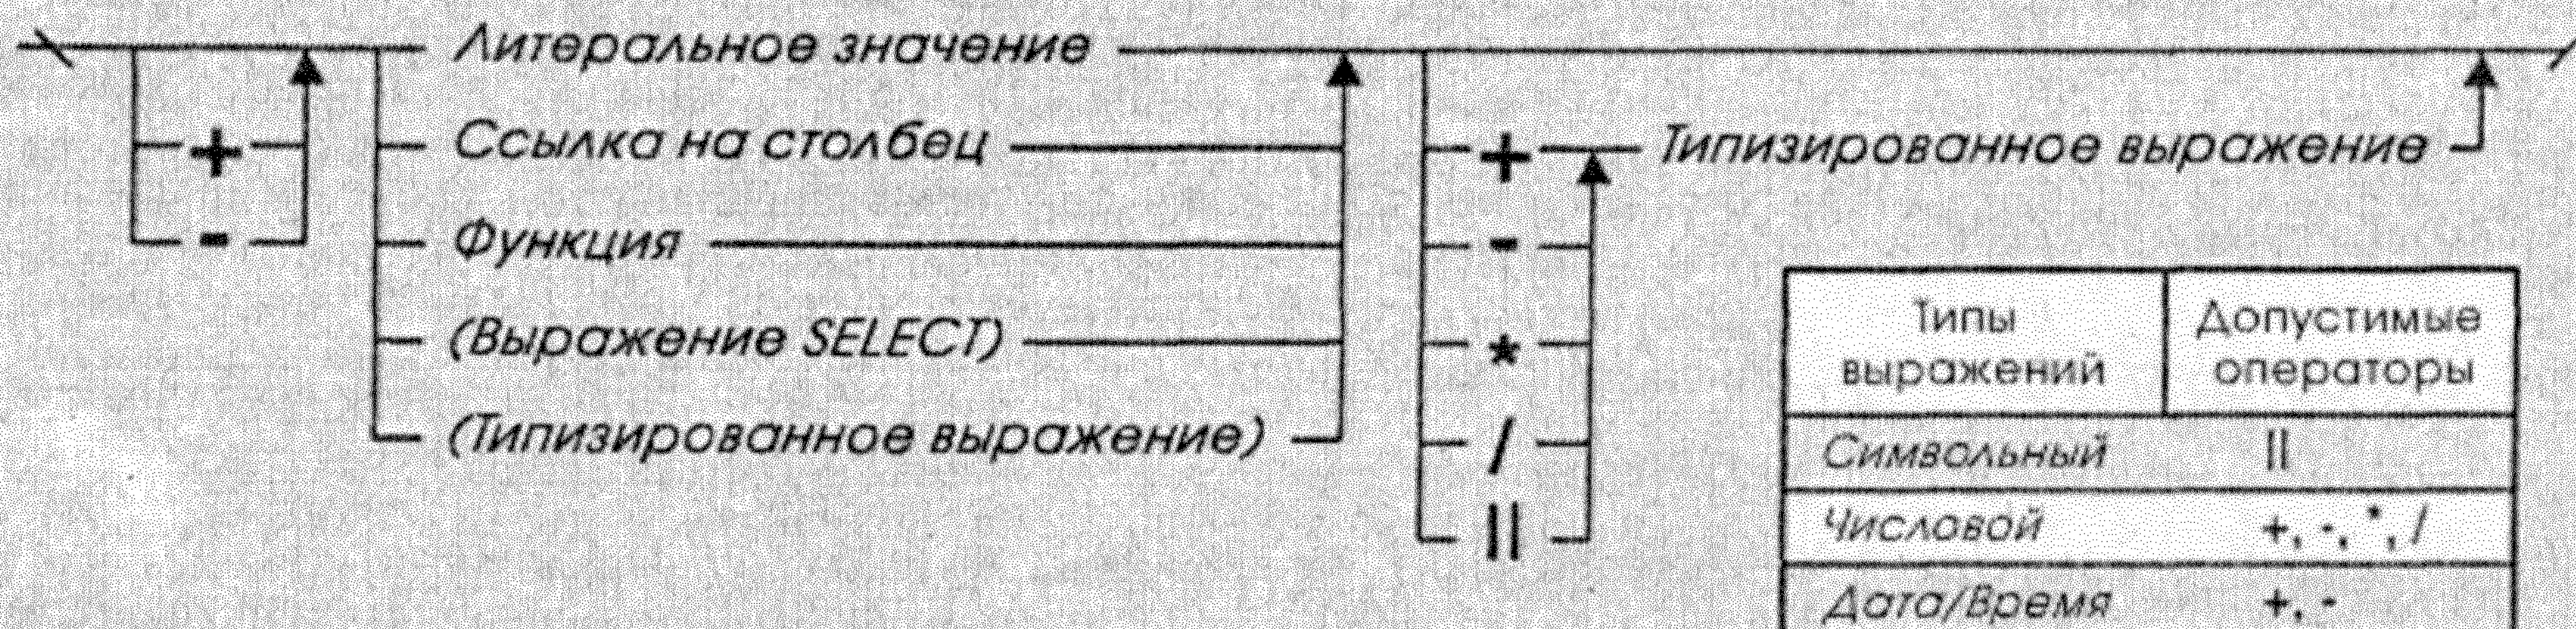 Литеральное значение
+ Ссылка на столбец + Типизированное выражение
- Функция -
(Выражение SELECT) *
(Типизированное выражение) /
||
Типы выражений Допустимые операторы
Символьный ||
Числовой +, -, *, /
Дата/Время +, -